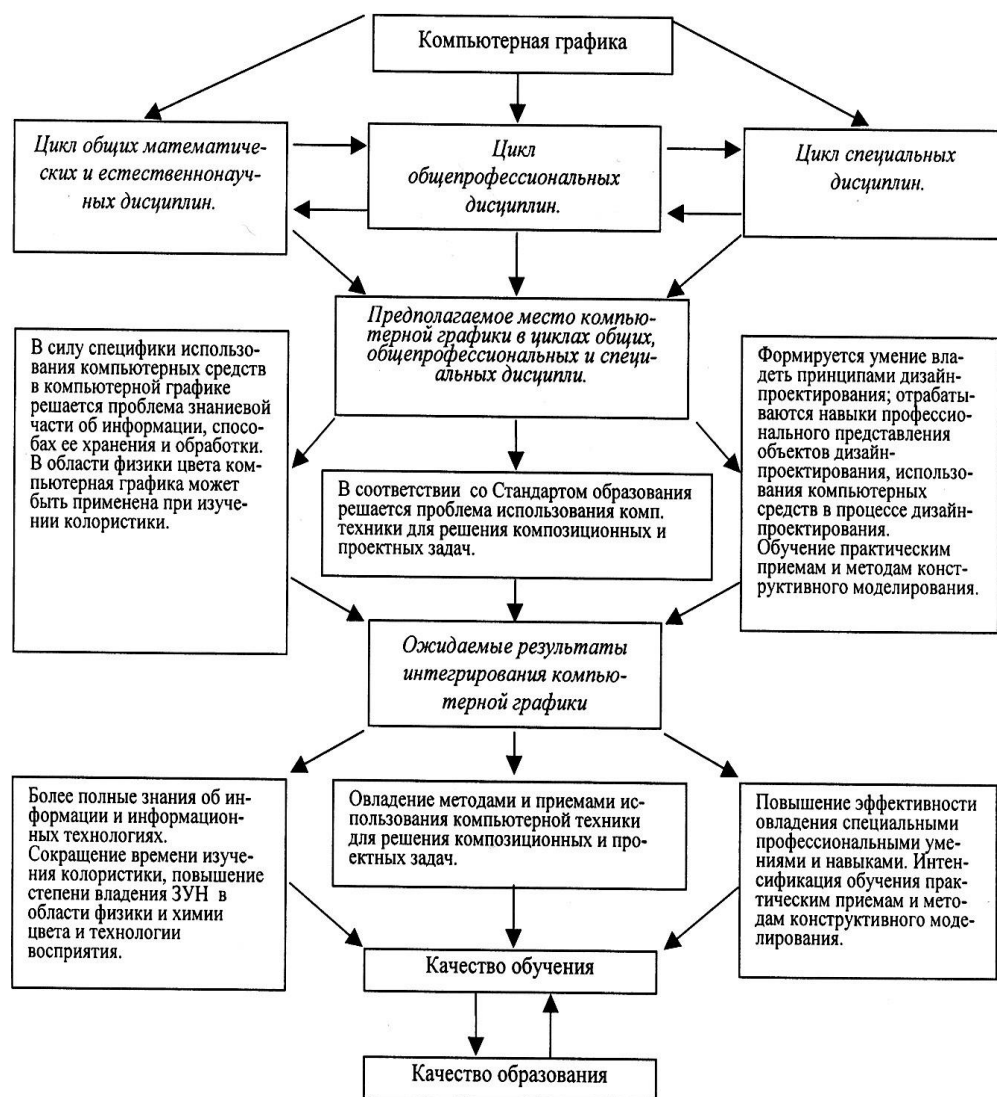 Компьютерная графика
Цикл общих математиче-
ских и естественнонауч-
ных дисциплин.
Цикл
общепрофессиональных
дисциплин.
Цикл специальных
дисциплин.
Предполагаемое место компью-
терной графики в циклах общих,
общепрофессиональных и специ-
альных дисципли.
В силу специфики использо-
вания компьютерных средств
в компьютерной графике
решается проблема знаниевой
части об информации, спосо-
бах ее хранения и обработки.
В области физики цвета ком-
пьютерная графика может
быть применена при изуче-
нии колористики.
В соответствии со Стандартом образования
решается проблема использования комп.
техники для решения композиционных и
проектных задач.
Формируется умение вла-
деть принципами дизайн-
проектирования; отрабаты-
ваются навыки профессио-
нального представления
объектов дизайн-
проектирования, использо-
вания компьютерных
средств в процессе дизайн-
проектирования.
Обучение практическим
приемам и методам конст-
руктивного моделирования.
Ожидаемые результаты
интегрирования компью-
терной графики
Более полные знания об ин-
формации и информацион-
ных технологиях.
Сокращение времени изуче-
ния колористики, повышение
степени владения ЗУН в
области физики и химии
цвета и технологии
восприятия.
Овладение методами и приемами ис-
пользования компьютерной техники
для решения композиционных и про-
ектных задач.
Повышение эффективности
овладения специальными
профессиональными уме-
ниями и навыками. Интен-
сификация обучения прак-
тическим приемам и мето-
дам конструктивного моде-
лирования.
Качество обучения
Качество образования